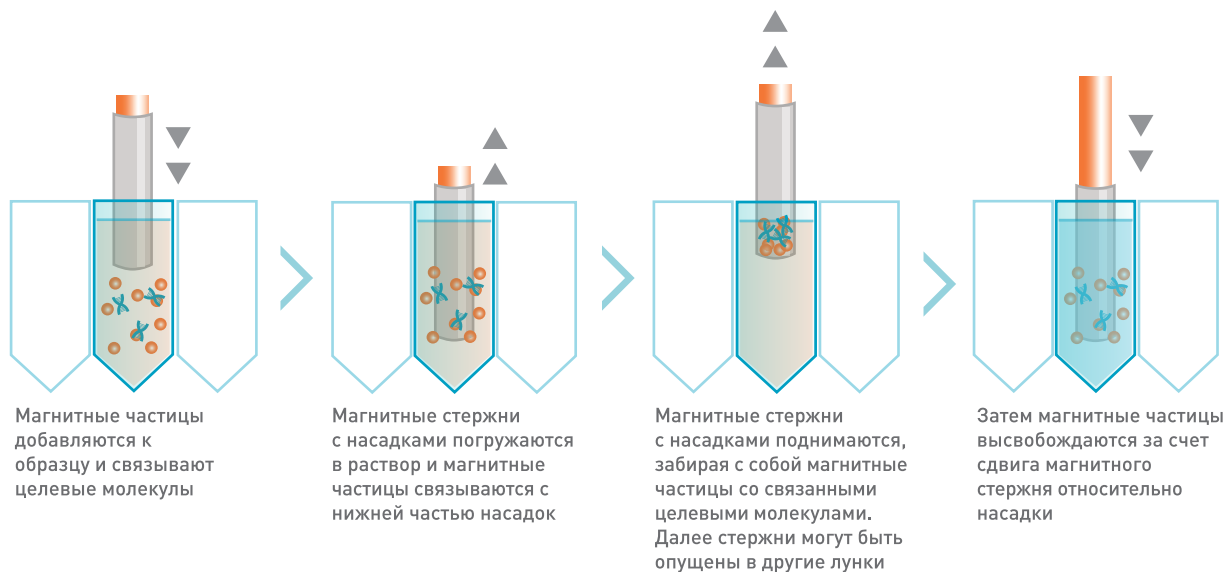 Магнитные частицы
добавляются к
образцу и связывают
целевые молекулы
Магнитные стержни
с насадками погружаются
в раствор и магнитные
частицы связываются с
нижней частью насадок
Магнитные стержни
с насадками поднимаются,
забирая с собой магнитные
частицы со связанными
целевыми молекулами.
Далее стержни могут быть
опущены в другие лунки
Затем магнитные частицы
высвобождаются за счет
сдвига магнитного
стержня относительно
насадки